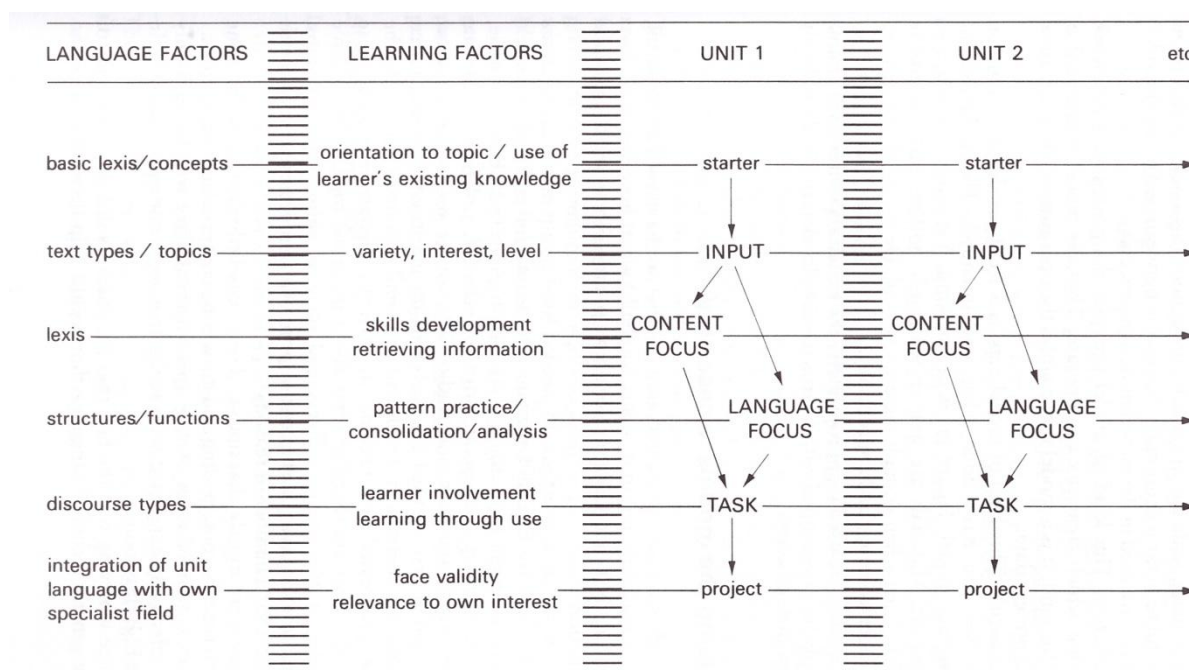 LANGUAGE FACTORS
LEARNING FACTORS
UNIT 1
UNIT 2
etc
basic lexis/concepts
orientation to topic / use of
learner's existing knowledge
starter
starter
text types / topics
variety, interest, level
INPUT
INPUT
lexis
skills development
retrieving information
CONTENT
FOCUS
CONTENT
FOCUS
structures/functions
pattern practice/
consolidation/analysis
LANGUAGE
FOCUS
LANGUAGE
FOCUS
discourse types
learner involvement
learning through use
TASK
TASK
integration of unit
language with own
specialist field
face validity
relevance to own interest
project
project